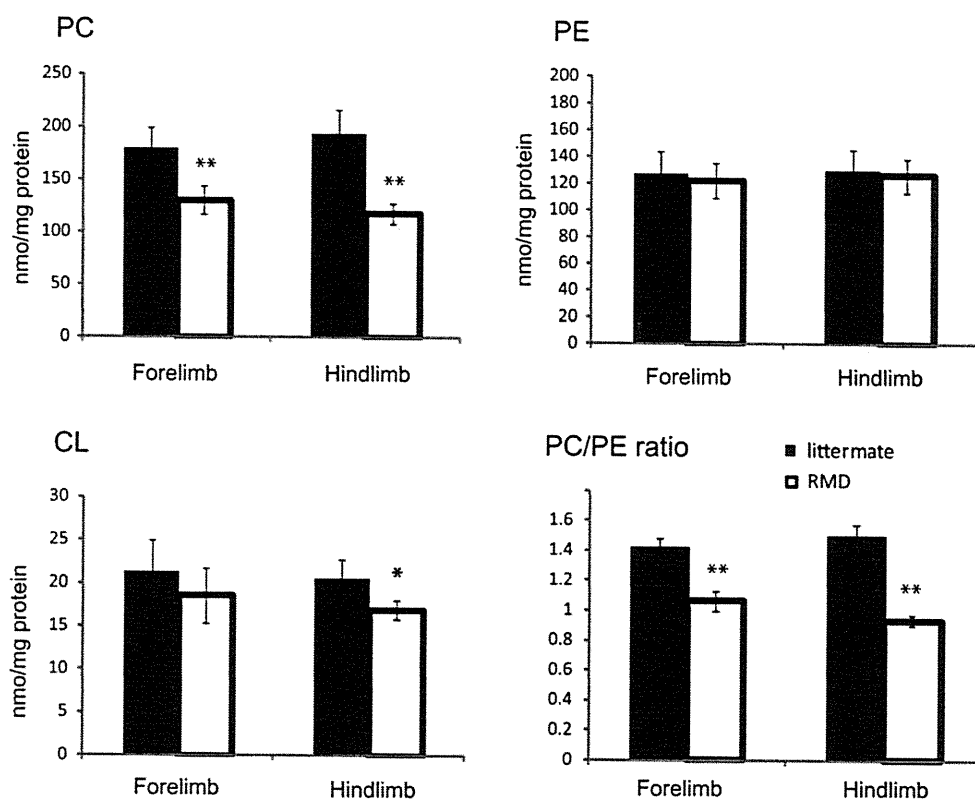 PC
nmo/mg protein
250
200
150
100
50
0
**
**
Forelimb
Hindlimb
PE
nmo/mg protein
200
180
160
140
120
100
80
60
40
20
0
Forelimb
Hindlimb
CL
nmo/mg protein
30
25
20
15
10
5
0
*
Forelimb
Hindlimb
PC/PE ratio
littermate
RMD
1.6
1.4
1.2
1
0.8
0.6
0.4
0.2
0
**
**
Forelimb
Hindlimb